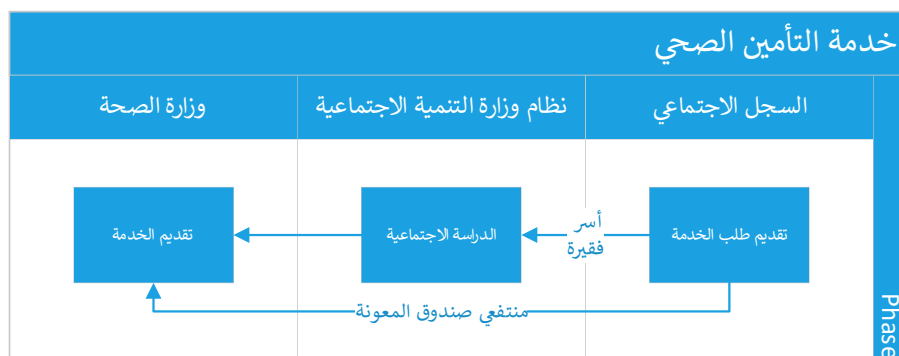 خدمة التأمين الصحي
السجل الاجتماعي
نظام وزارة التنمية الاجتماعية
وزارة الصحة
تقديم طلب الخدمة
أسر
فقيرة
الدراسة الاجتماعية
تقديم الخدمة
منتفعي صندوق المعونة
Phase